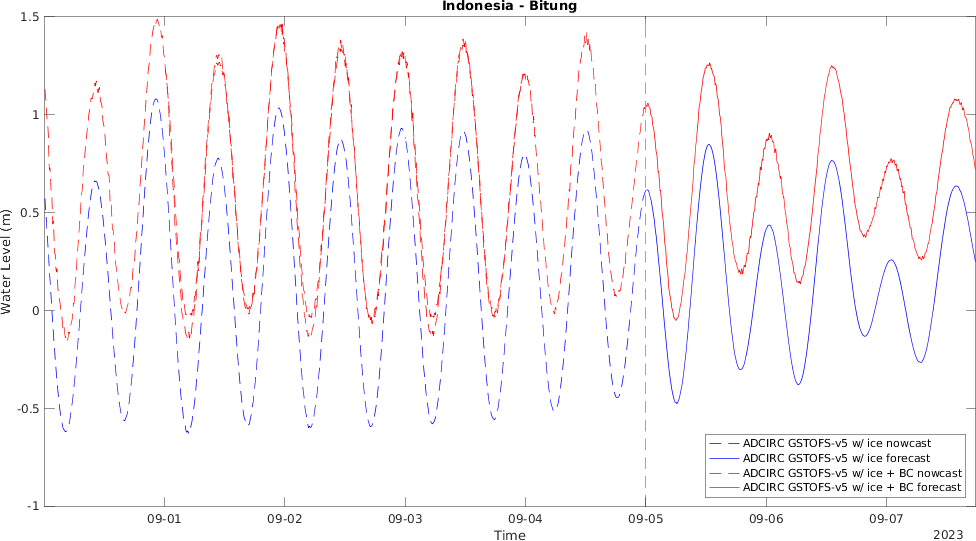 Indonesia - Bitung
1.5
1
0.5
0
-0.5
-1
Water Level (m)
09-01
09-02
09-03
09-04
09-05
09-06
09-07
Time
2023
ADCIRC GSTOFS-v5 w/ ice nowcast
ADCIRC GSTOFS-v5 w/ ice forecast
ADCIRC GSTOFS-v5 w/ ice + BC nowcast
ADCIRC GSTOFS-v5 w/ ice + BC forecast